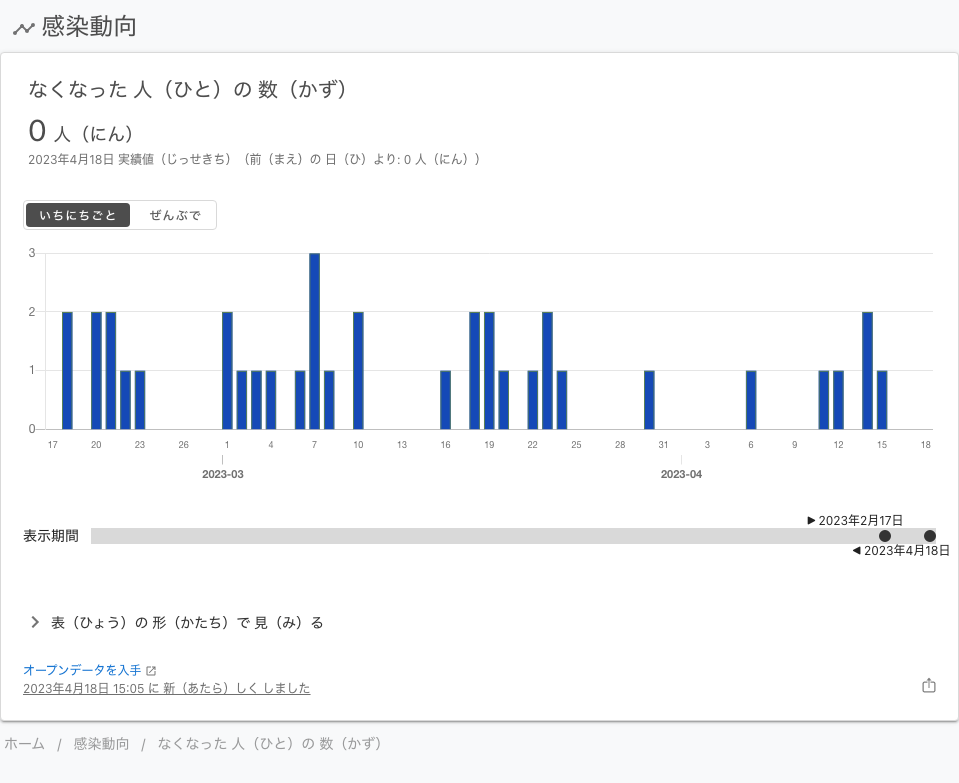 感染動向
なくなった 人（ひと）の 数（かず）
0 人（にん）
2023年4月18日 実績値（じっせきち）（前（まえ）の 日（ひ）より: 0 人（にん））
いちにちごと ぜんぶで
3
2
1
0
17 20 23 26 1 4 7 10 13 16 19 22 25 28 31 3 6 9 12 15 18
2023-03 2023-04
▶ 2023年2月17日
表示期間
◀ 2023年4月18日
表（ひょう）の 形（かたち）で 見（み）る
オープンデータを入手
2023年4月18日 15:05 に 新（あたら）しく しました
ホーム / 感染動向 / なくなった 人（ひと）の 数（かず）